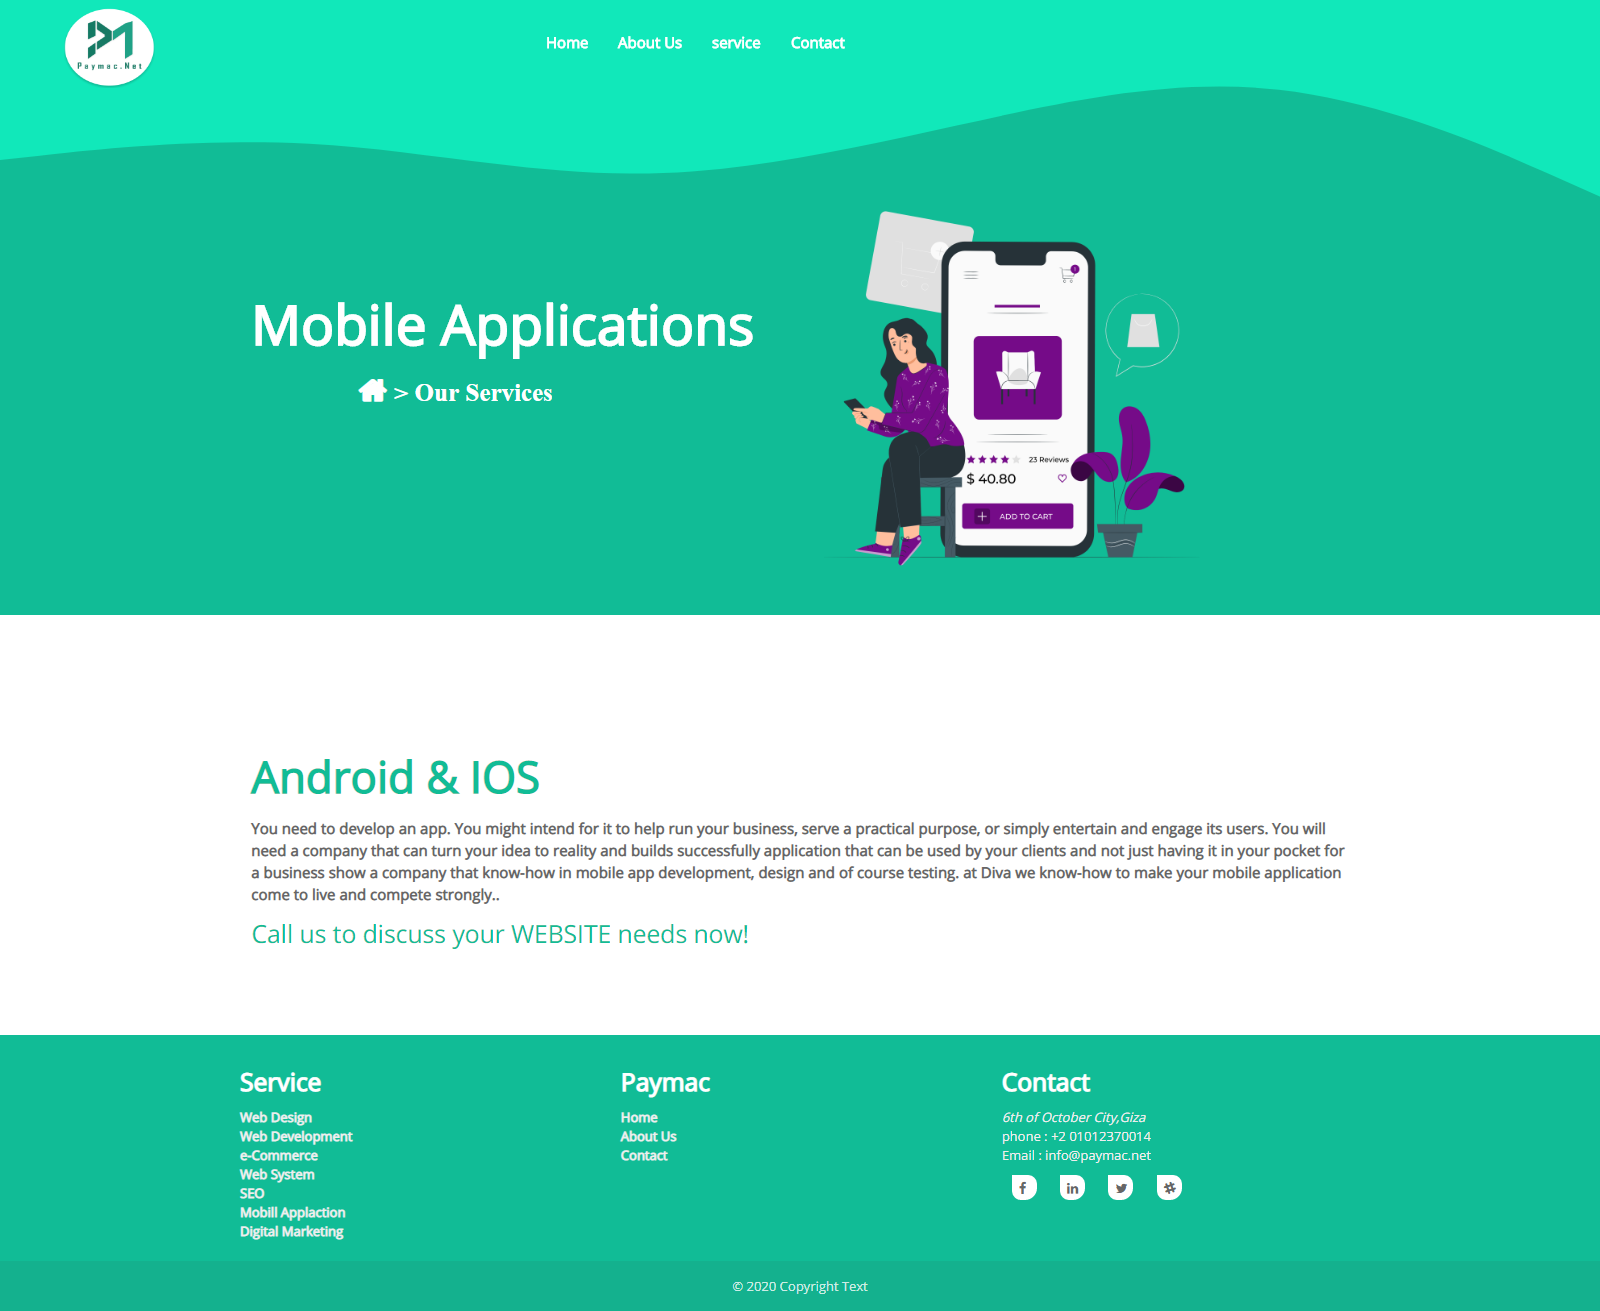 Paymac.Net
Home About Us service Contact
Mobile Applications
> Our Services
1
23 Reviews
$ 40.80
ADD TO CART
Android & IOS
You need to develop an app. You might intend for it to help run your business, serve a practical purpose, or simply entertain and engage its users. You will
need a company that can turn your idea to reality and builds successfully application that can be used by your clients and not just having it in your pocket for
a business show a company that know-how in mobile app development, design and of course testing. at Diva we know-how to make your mobile application
come to live and compete strongly..
Call us to discuss your WEBSITE needs now!
Service
Web Design
Web Development
e-Commerce
Web System
SEO
Mobill Applaction
Digital Marketing
Paymac
Home
About Us
Contact
Contact
6th of October City,Giza
phone : +2 01012370014
Email : info@paymac.net
© 2020 Copyright Text